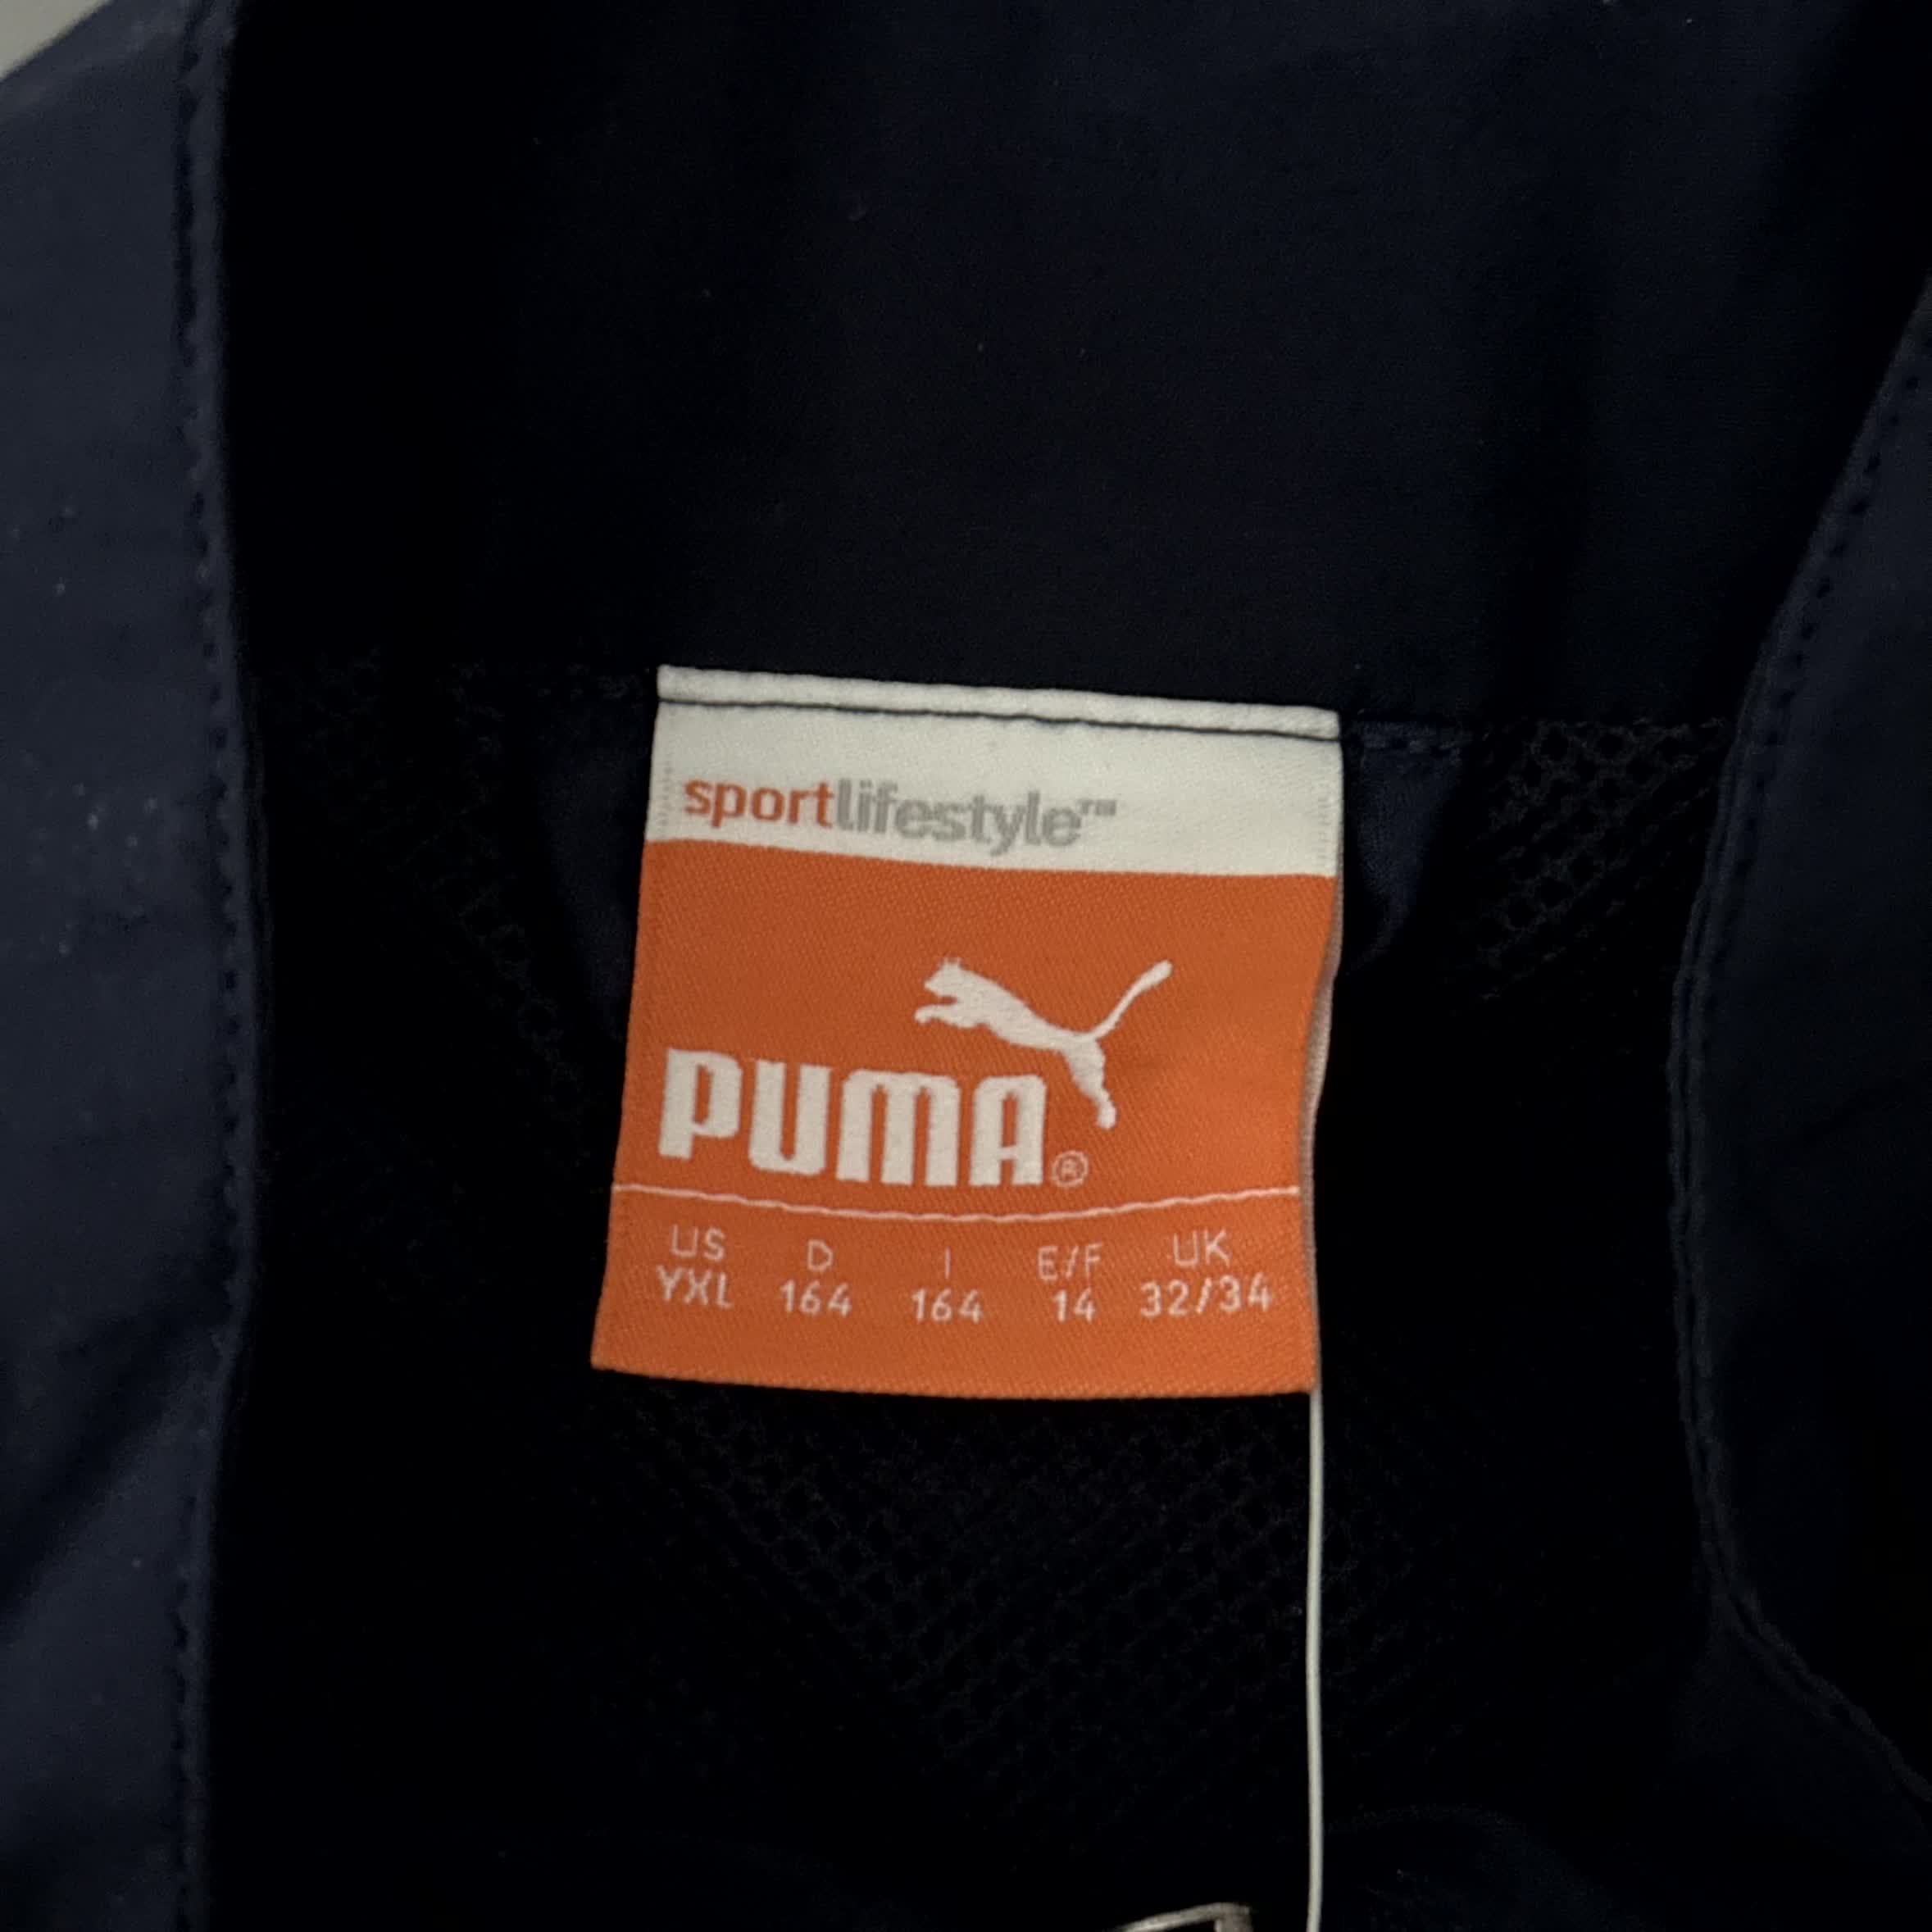 sportlifestyle™
PUMA®
US D I E/F UK
YXL 164 164 14 32/34